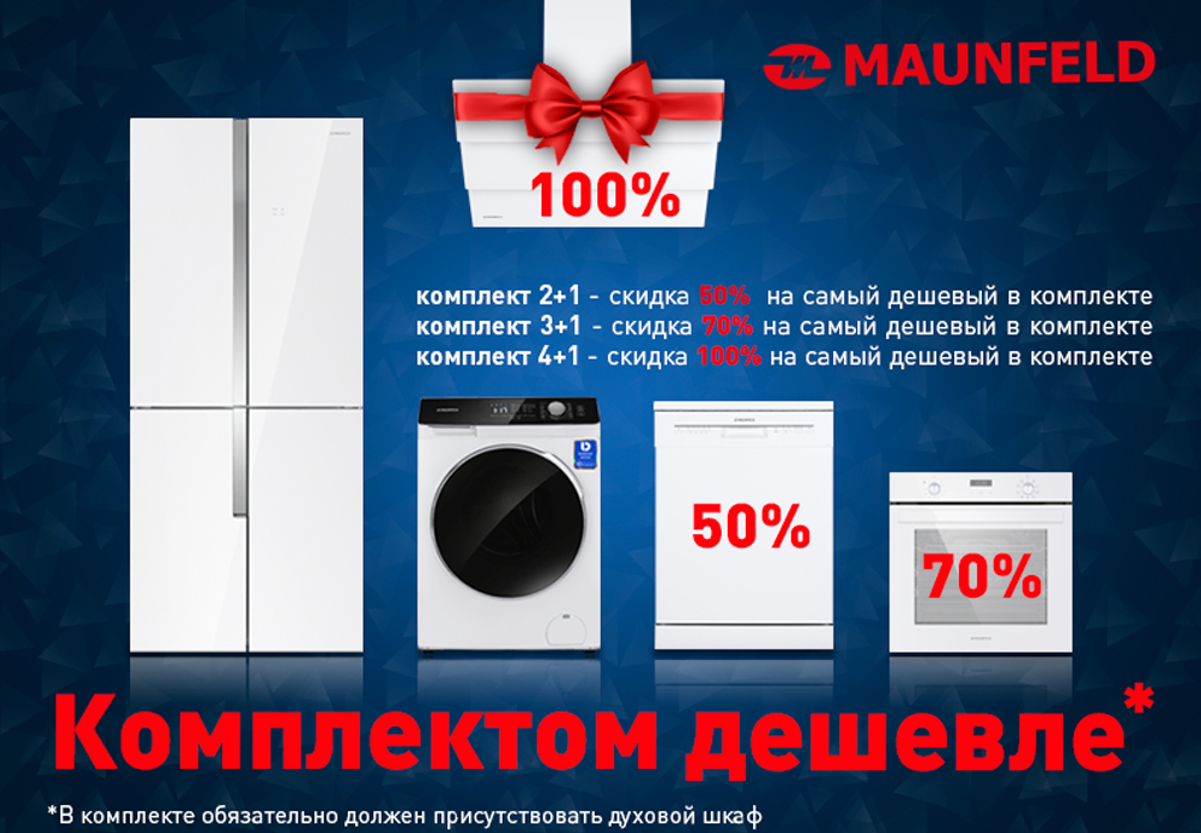 MAUNFELD
100%
комплект 2+1 - скидка 50% на самый дешевый в комплекте
комплект 3+1 - скидка 70% на самый дешевый в комплекте
комплект 4+1 - скидка 100% на самый дешевый в комплекте
50%
70%
Комплектом дешевле*
*В комплекте обязательно должен присутствовать духовой шкаф